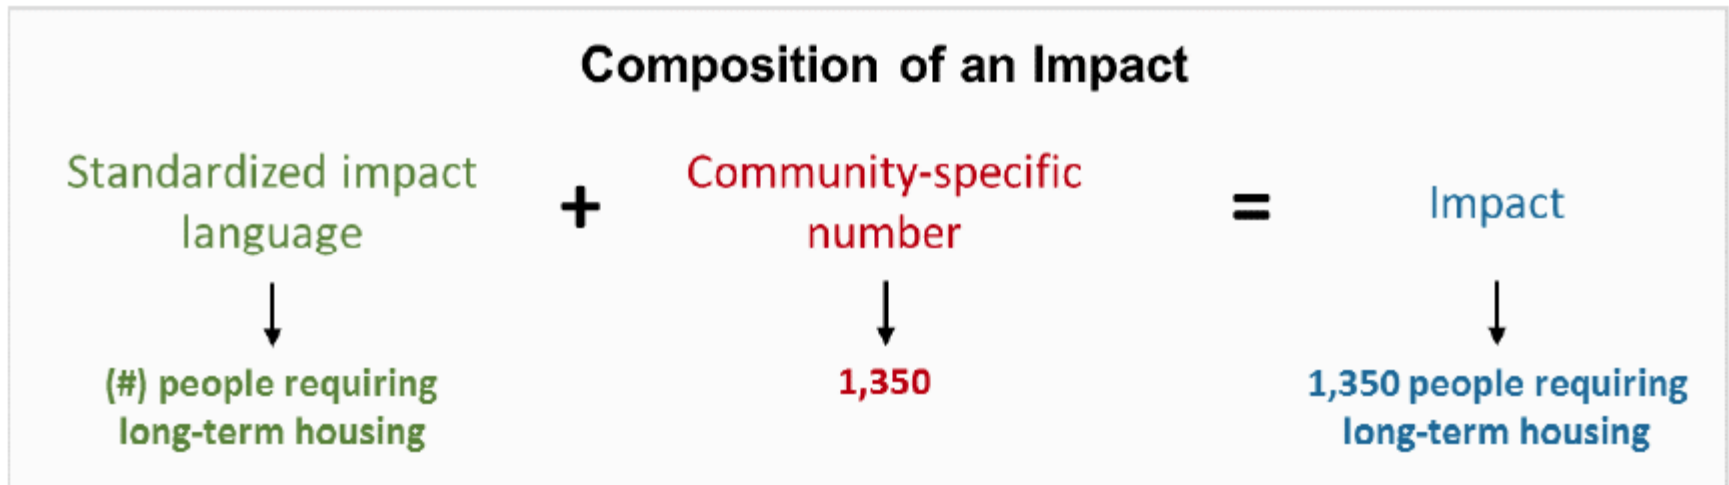 Composition of an Impact
Standardized impact
language
+
Community-specific
number
=
Impact
(#) people requiring
long-term housing
1,350
1,350 people requiring
long-term housing